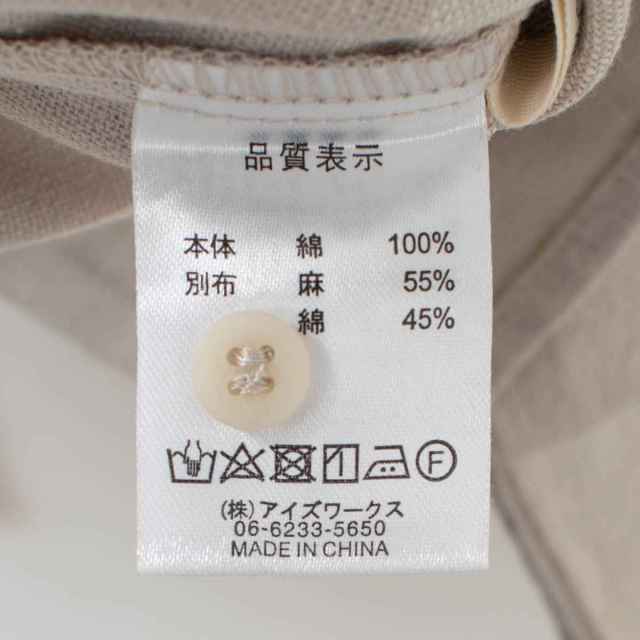 品質表示
本体 綿 100%
別布 麻 55%
綿 45%
F
(株) アイズワークス
06-6233-5650
MADE IN CHINA